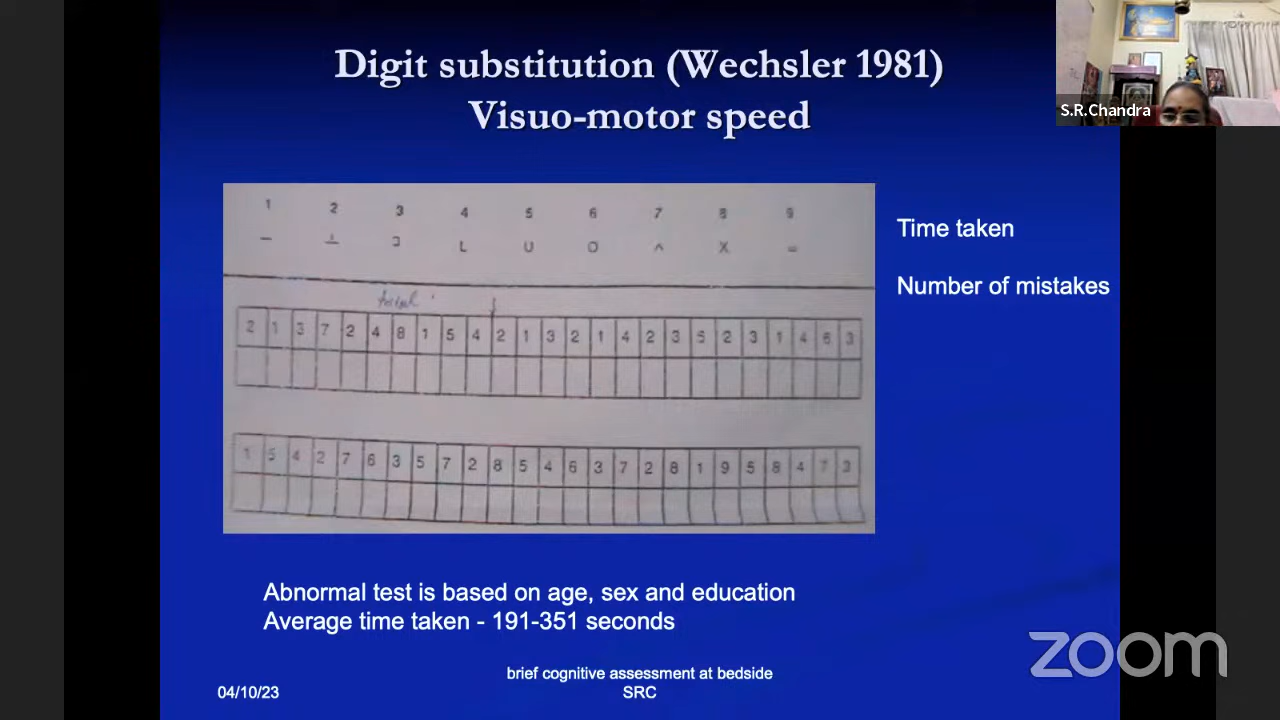 Digit substitution (Wechsler 1981)
Visuo-motor speed
S.R.Chandra
1 2 3 4 5 6 7 8 9
– ⊥ ⊐ L U O ^ X =
2 1 3 7 2 4 8 1 5 4 2 1 3 2 1 4 2 3 5 2 3 1 4 6 3
1 5 4 2 7 6 3 5 7 2 8 5 4 6 3 7 2 8 1 9 5 8 4 7 3
Time taken
Number of mistakes
Abnormal test is based on age, sex and education
Average time taken - 191-351 seconds
brief cognitive assessment at bedside
04/10/23 SRC
zoom